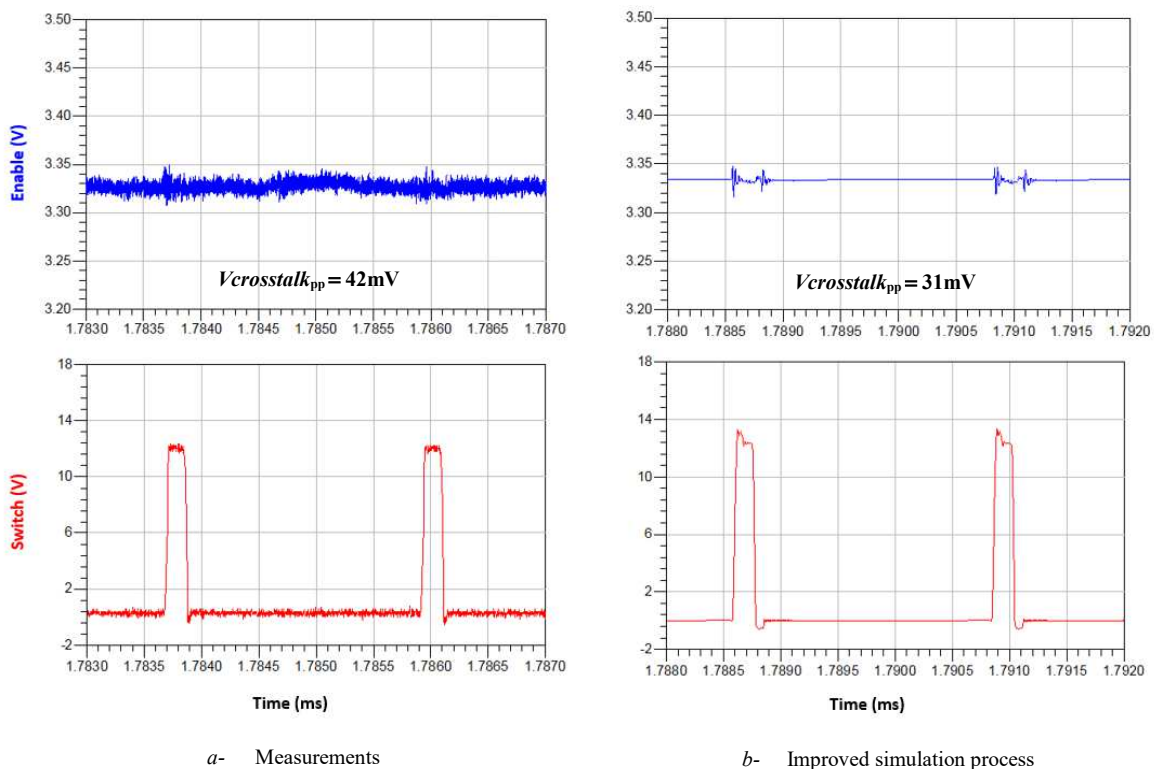 3.50
3.45
3.40
3.35
3.30
3.25
3.20
Enable (V)
Vcrosstalkpp = 42mV
1.7830 1.7835 1.7840 1.7845 1.7850 1.7855 1.7860 1.7865 1.7870
3.50
3.45
3.40
3.35
3.30
3.25
3.20
Vcrosstalkpp = 31mV
1.7880 1.7885 1.7890 1.7895 1.7900 1.7905 1.7910 1.7915 1.7920
18
14
10
6
2
-2
Switch (V)
1.7830 1.7835 1.7840 1.7845 1.7850 1.7855 1.7860 1.7865 1.7870
Time (ms)
18
14
10
6
2
-2
1.7880 1.7885 1.7890 1.7895 1.7900 1.7905 1.7910 1.7915 1.7920
Time (ms)
a- Measurements
b- Improved simulation process